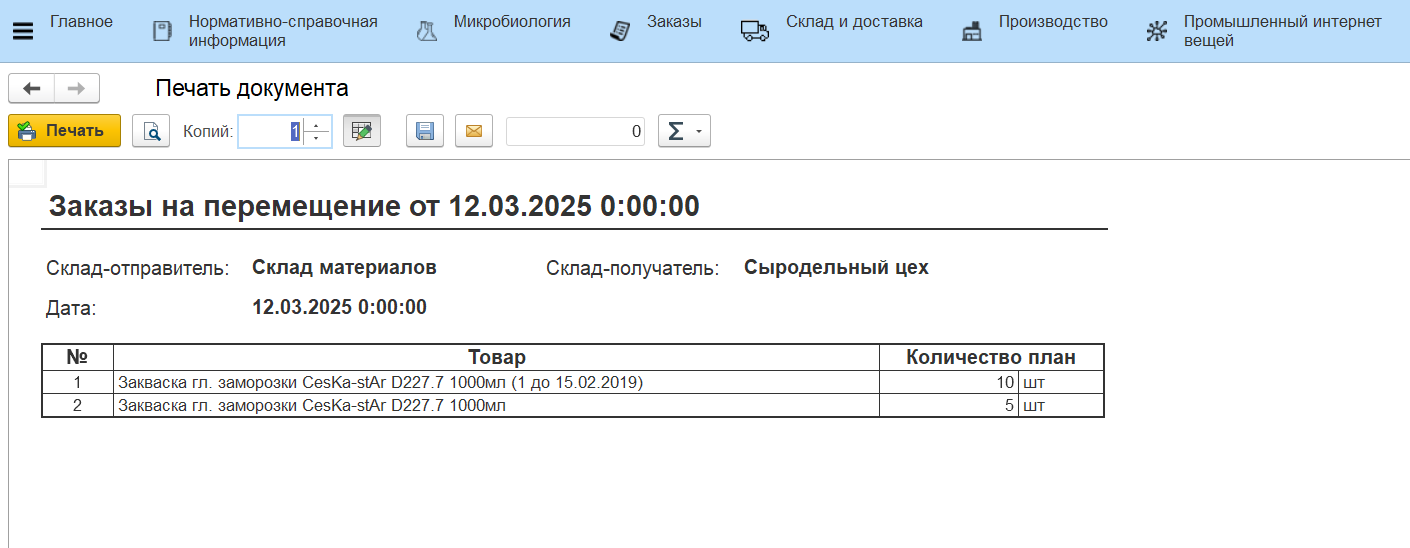 Главное
Нормативно-справочная
информация
Микробиология
Заказы
Склад и доставка
Производство
Промышленный интернет
вещей
Печать документа
Печать
Копий: 1
0
Σ
Заказы на перемещение от 12.03.2025 0:00:00
Склад-отправитель: Склад материалов Склад-получатель: Сыродельный цех
Дата: 12.03.2025 0:00:00
№ Товар Количество план
1 Закваска гл. заморозки CesKa-stAr D227.7 1000мл (1 до 15.02.2019) 10 шт
2 Закваска гл. заморозки CesKa-stAr D227.7 1000мл 5 шт